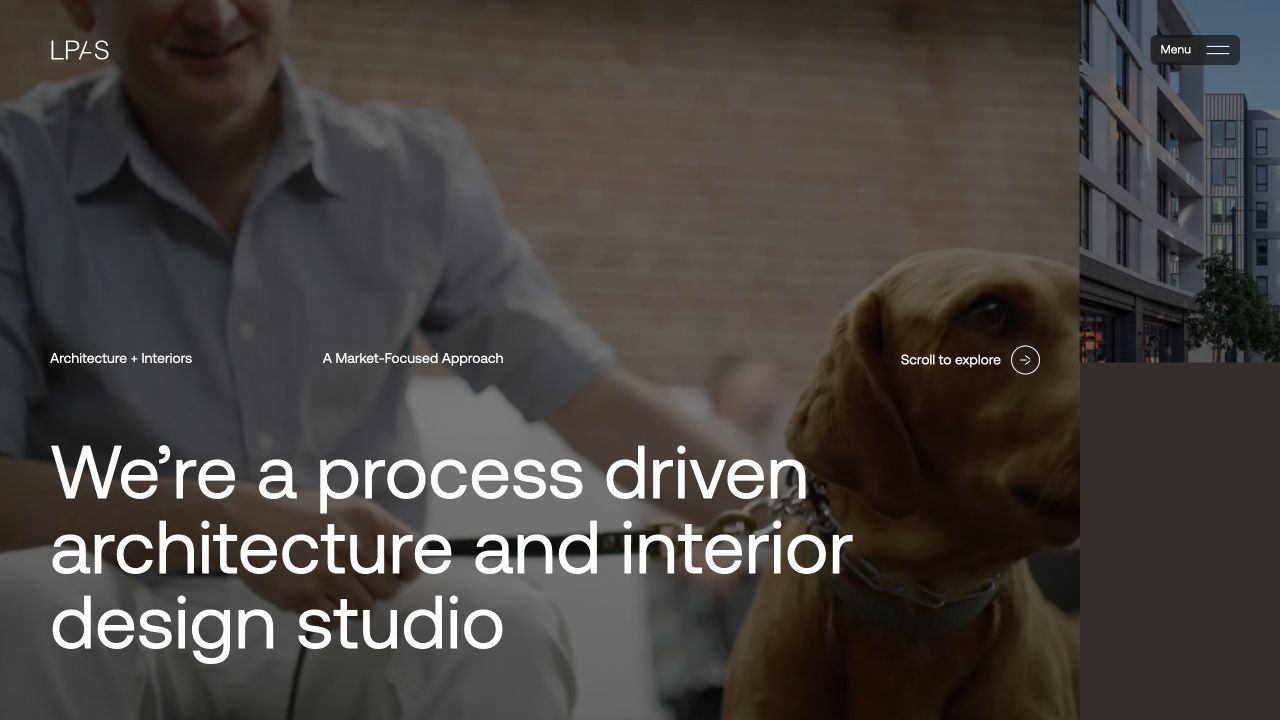 LPAS
Menu
Architecture + Interiors
A Market-Focused Approach
Scroll to explore
We’re a process driven
architecture and interior
design studio